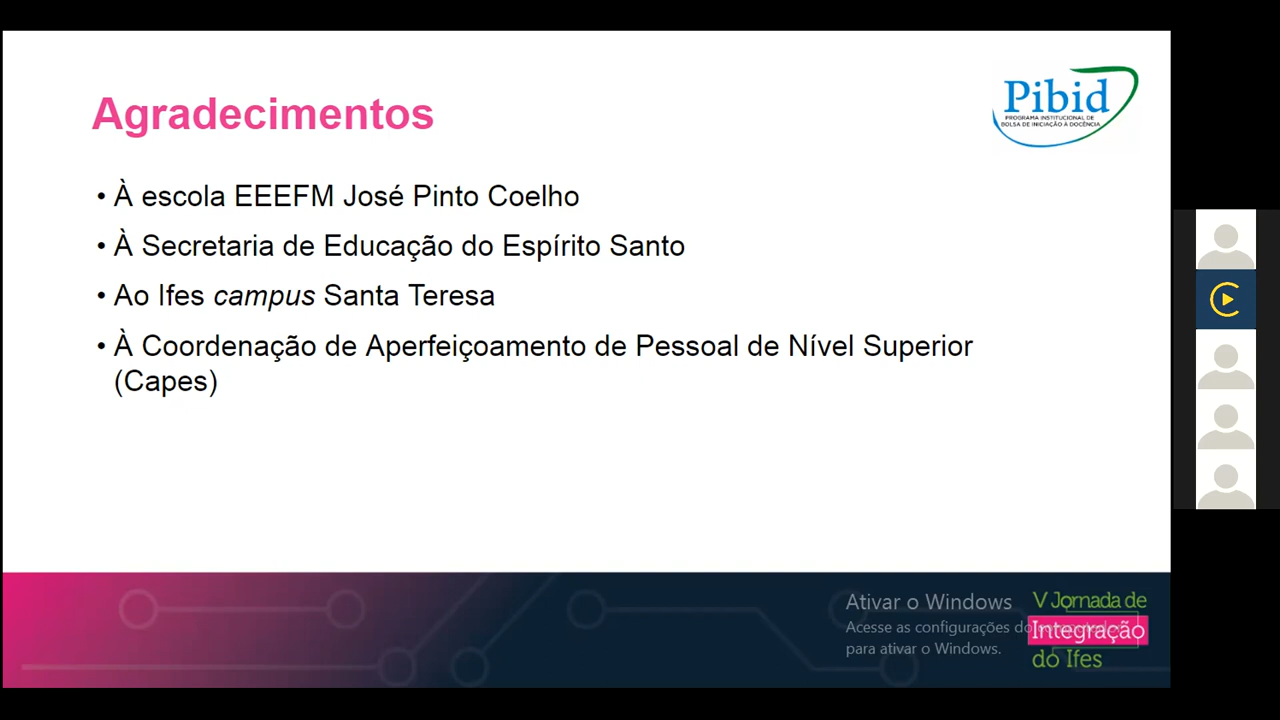 Agradecimentos
Pibid
PROGRAMA INSTITUCIONAL DE
BOLSA DE INICIAÇÃO À DOCÊNCIA
• À escola EEEFM José Pinto Coelho
• À Secretaria de Educação do Espírito Santo
• Ao Ifes campus Santa Teresa
• À Coordenação de Aperfeiçoamento de Pessoal de Nível Superior
(Capes)
Ativar o Windows
Acesse as configurações do
para ativar o Windows.
V Jornada de
Integração
do Ifes